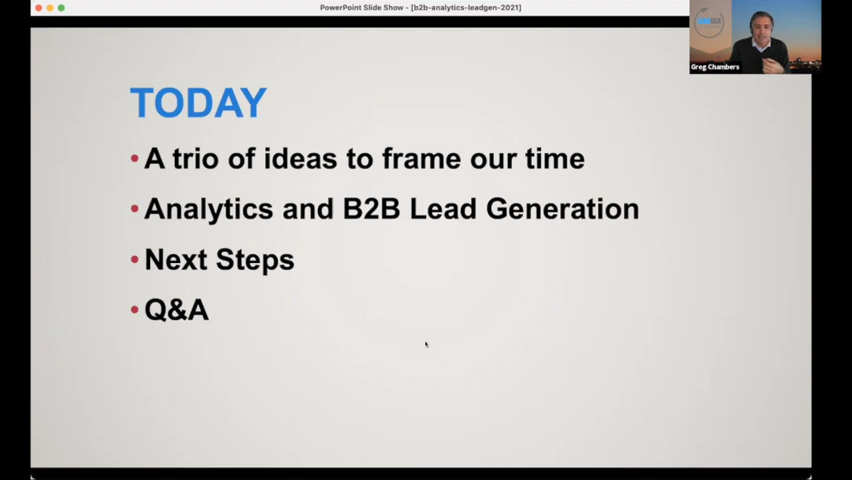 PowerPoint Slide Show - [b2b-analytics-leadgen-2021]
Greg Chambers
TODAY
•A trio of ideas to frame our time
•Analytics and B2B Lead Generation
•Next Steps
•Q&A